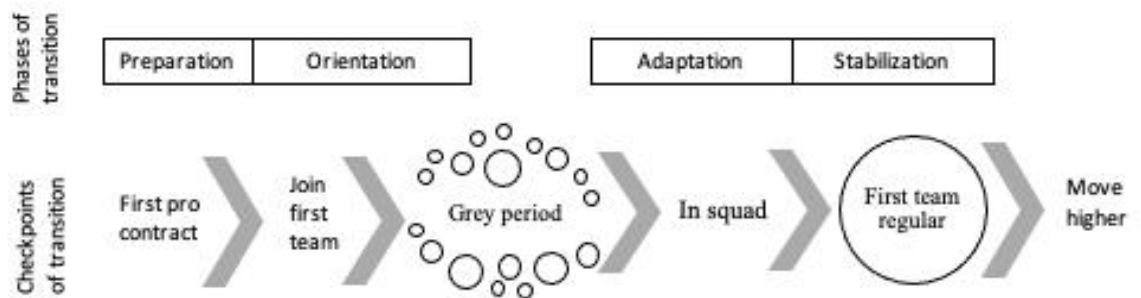 Phases of
transition
Preparation
Orientation
Adaptation
Stabilization
Checkpoints
of transition
First pro
contract
Join
first
team
Grey period
In squad
First team
regular
Move
higher